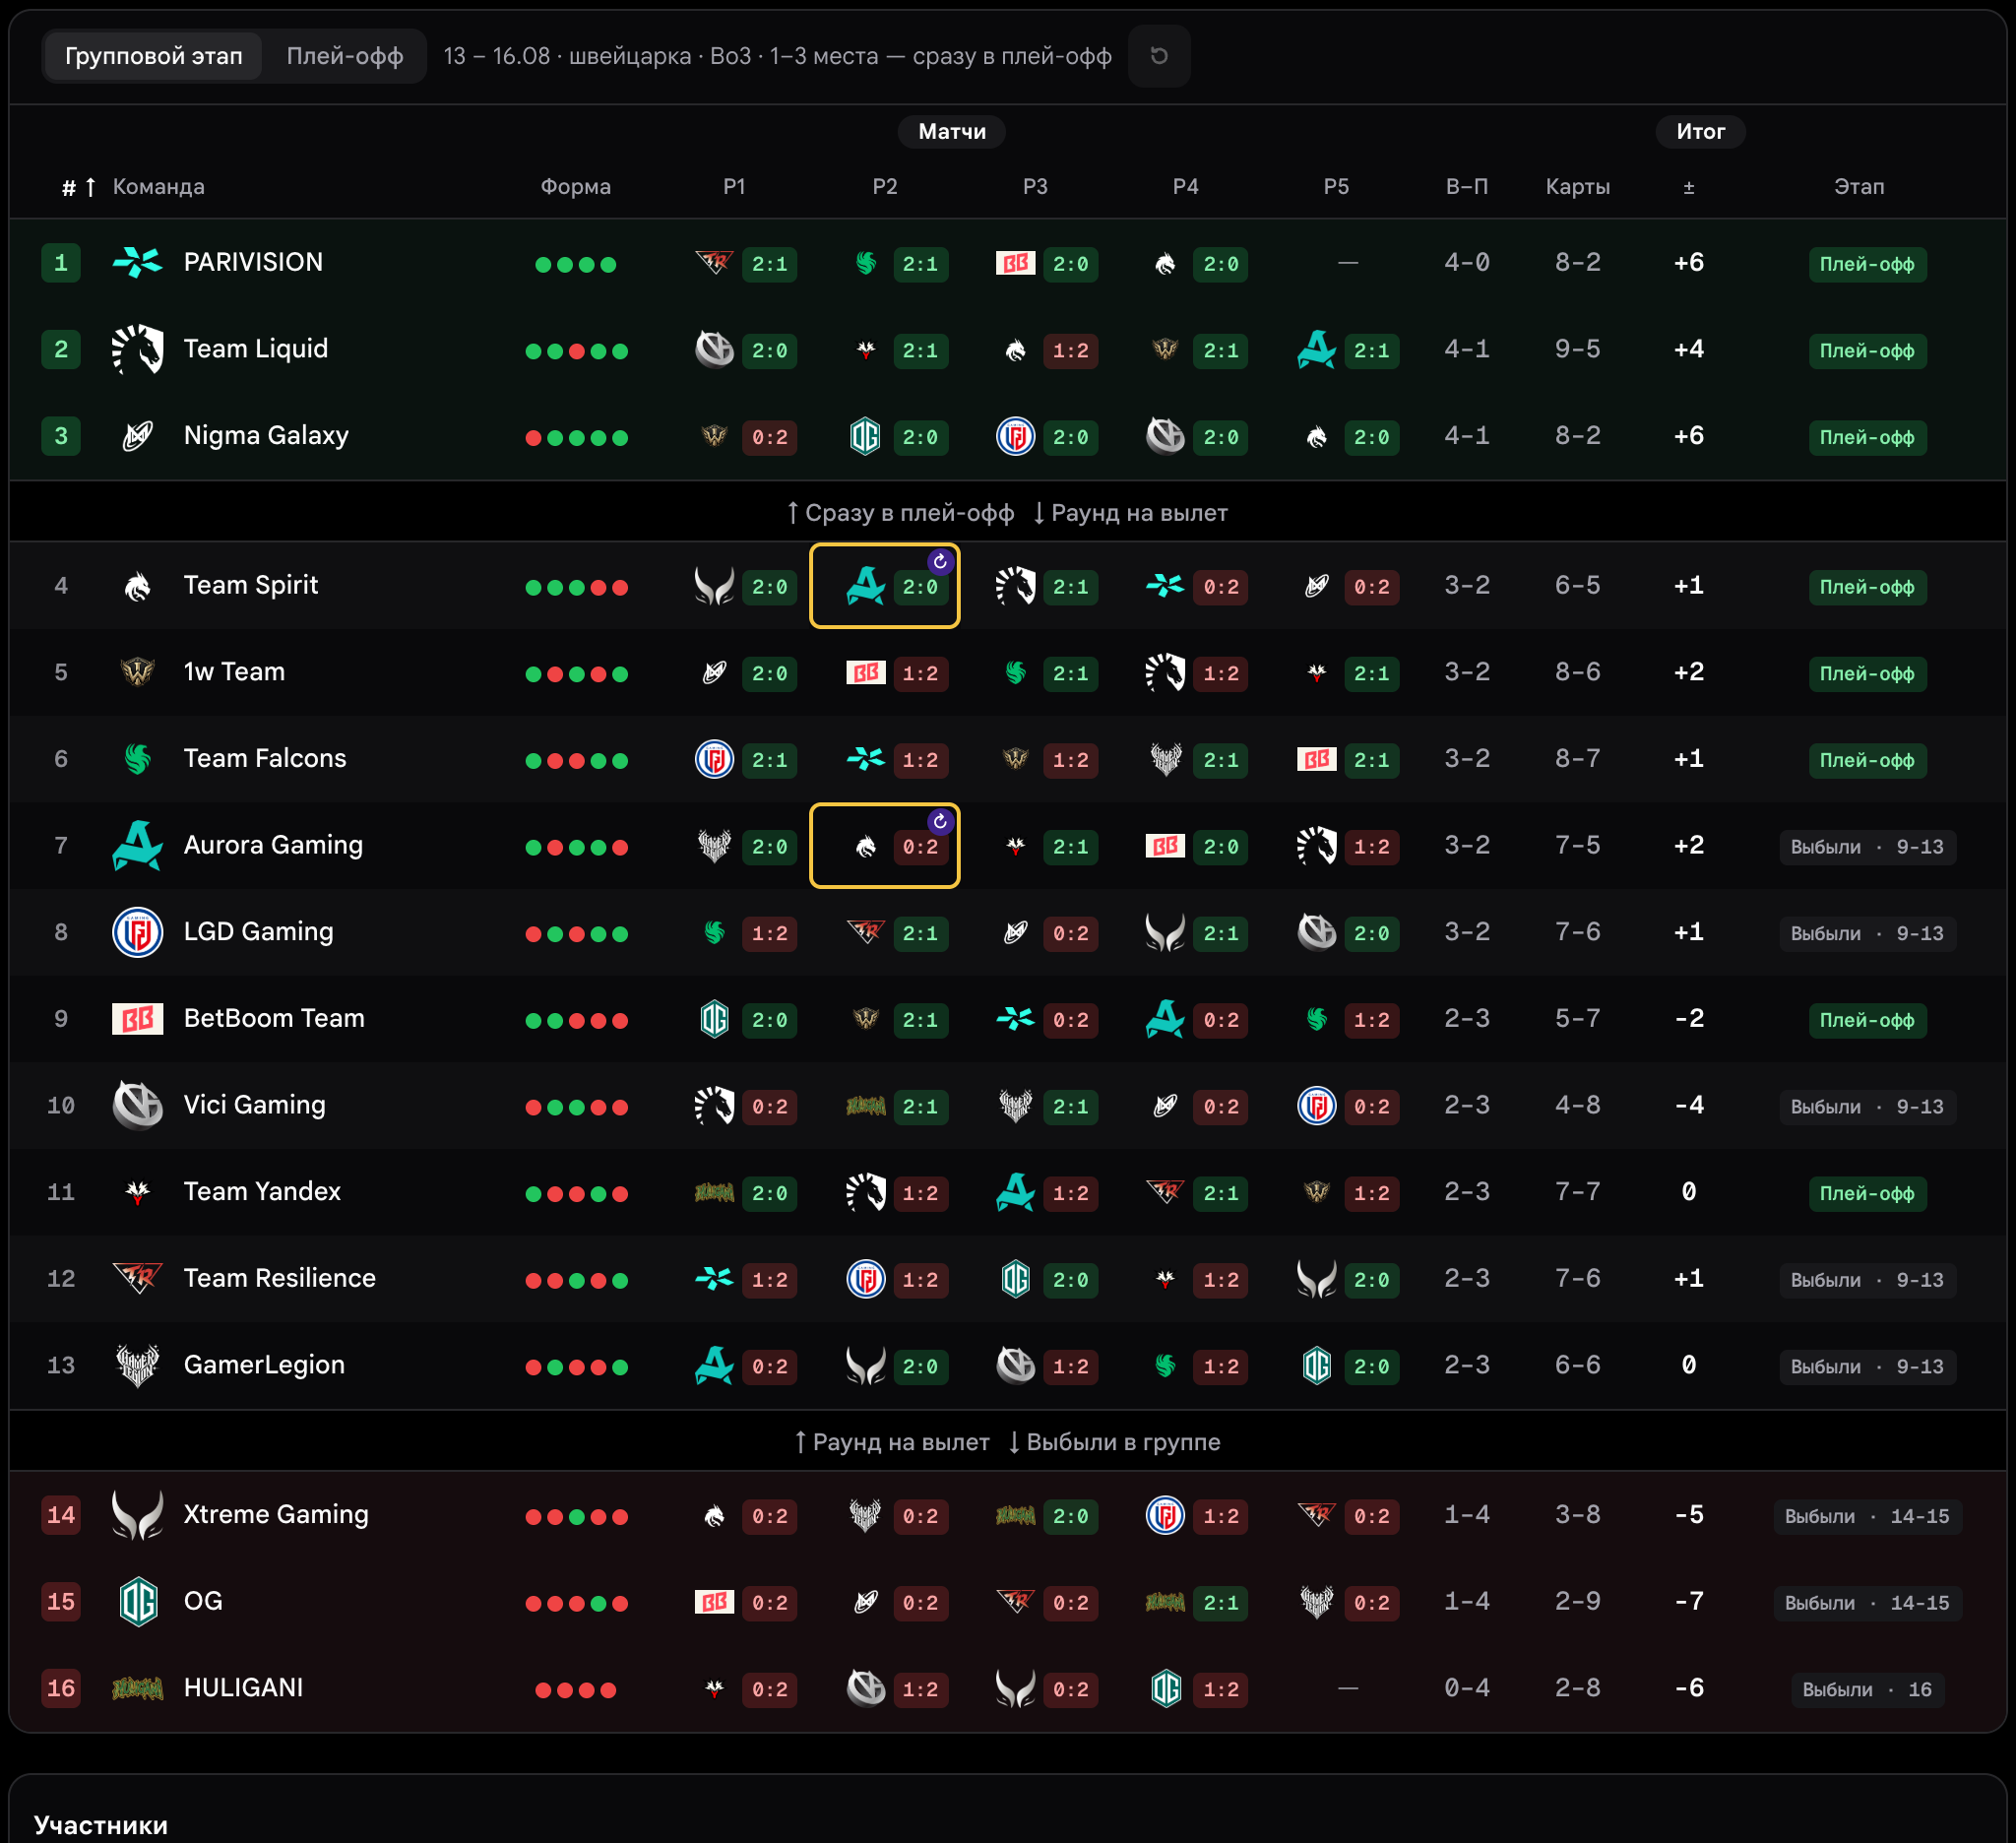 Групповой этап Плей-офф 13 – 16.08 · швейцарка · Bo3 · 1–3 места — сразу в плей-офф
Матчи Итог
# ↑ Команда Форма Р1 Р2 Р3 Р4 Р5 В–П Карты ± Этап
1 PARIVISION 2:1 2:1 BB 2:0 2:0 — 4–0 8–2 +6 Плей-офф
2 Team Liquid 2:0 2:1 1:2 2:1 2:1 4–1 9–5 +4 Плей-офф
3 Nigma Galaxy 0:2 OG 2:0 2:0 2:0 2:0 4–1 8–2 +6 Плей-офф
↑ Сразу в плей-офф ↓ Раунд на вылет
4 Team Spirit 2:0 2:0 2:1 0:2 0:2 3–2 6–5 +1 Плей-офф
5 1w Team 2:0 BB 1:2 2:1 1:2 2:1 3–2 8–6 +2 Плей-офф
6 Team Falcons 2:1 1:2 1:2 2:1 BB 2:1 3–2 8–7 +1 Плей-офф
7 Aurora Gaming 2:0 0:2 2:1 BB 2:0 1:2 3–2 7–5 +2 Выбыли · 9-13
8 LGD Gaming 1:2 2:1 0:2 2:1 2:0 3–2 7–6 +1 Выбыли · 9-13
9 BB BetBoom Team OG 2:0 2:1 0:2 0:2 1:2 2–3 5–7 -2 Плей-офф
10 Vici Gaming 0:2 2:1 2:1 0:2 0:2 2–3 4–8 -4 Выбыли · 9-13
11 Team Yandex 2:0 1:2 1:2 2:1 1:2 2–3 7–7 0 Плей-офф
12 TR Team Resilience 1:2 1:2 OG 2:0 1:2 2:0 2–3 7–6 +1 Выбыли · 9-13
13 GAMER LEGION GamerLegion 0:2 2:0 1:2 1:2 OG 2:0 2–3 6–6 0 Выбыли · 9-13
↑ Раунд на вылет ↓ Выбыли в группе
14 Xtreme Gaming 0:2 0:2 2:0 1:2 0:2 1–4 3–8 -5 Выбыли · 14-15
15 OG OG BB 0:2 0:2 0:2 2:1 0:2 1–4 2–9 -7 Выбыли · 14-15
16 HULIGANI 0:2 1:2 0:2 OG 1:2 — 0–4 2–8 -6 Выбыли · 16
Участники